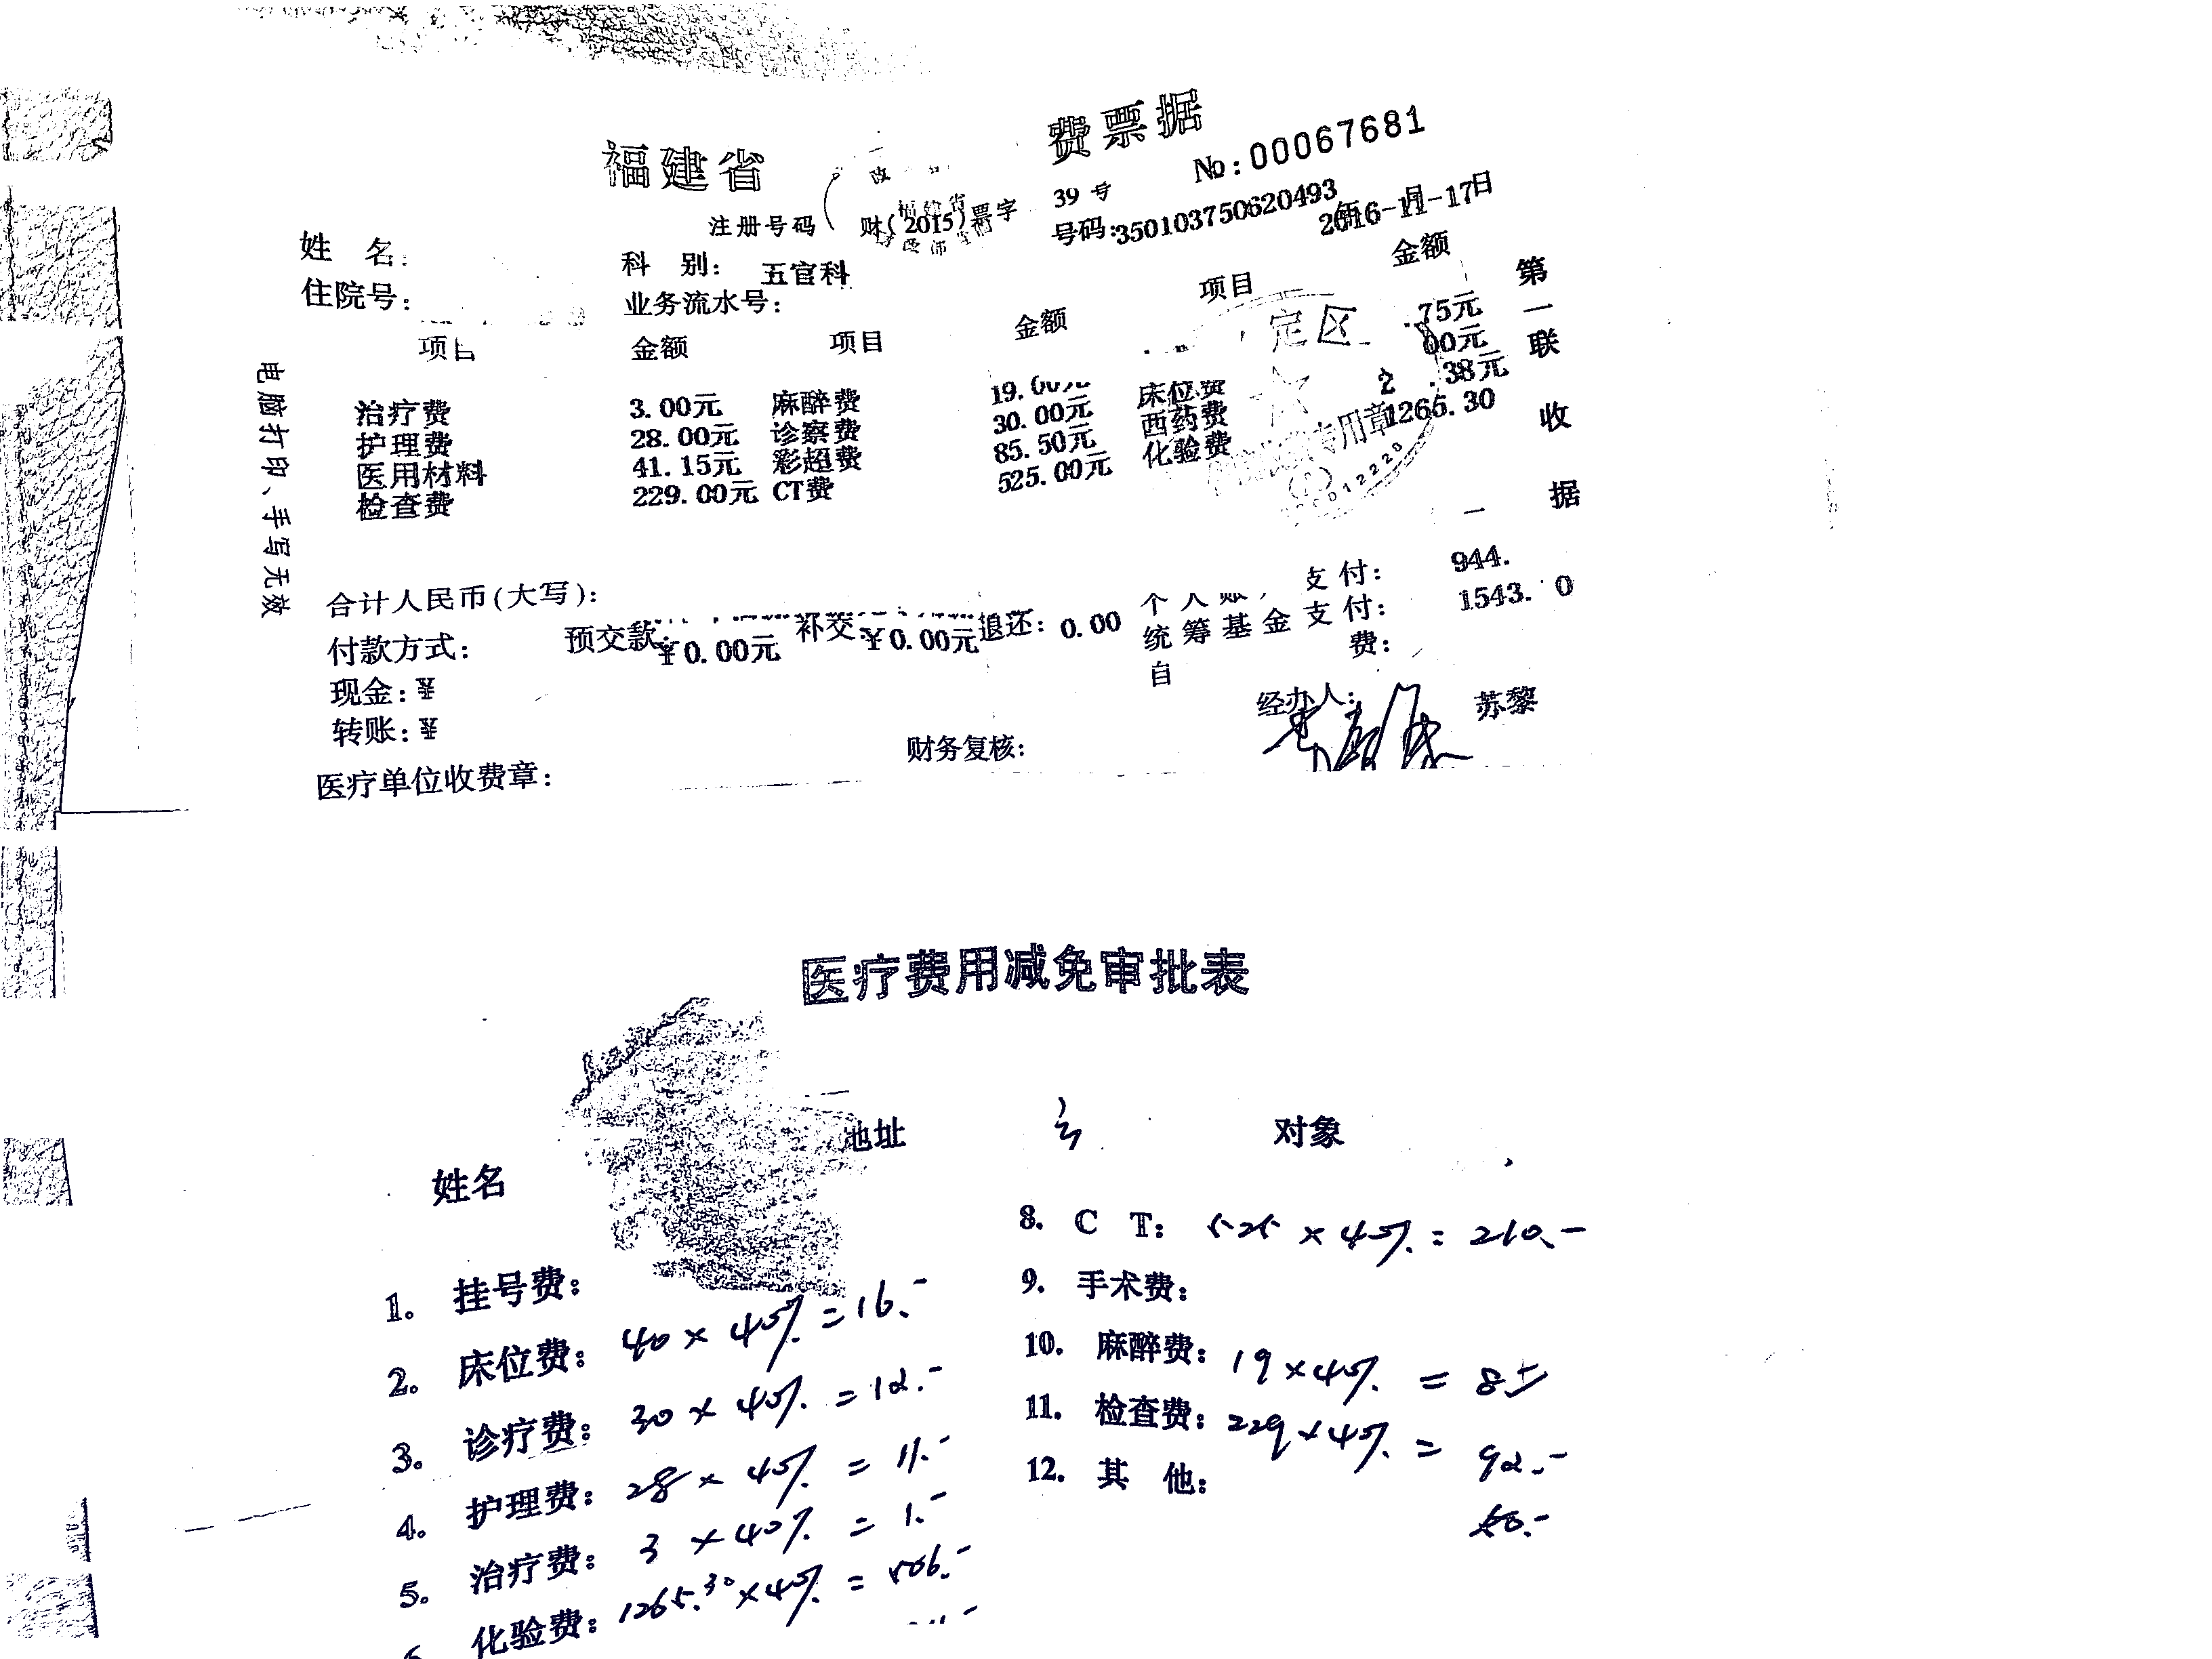 福建省 费票据
No:00067681
注册号码 财(2015)票字 39 号
号码:350103750620493
2016-11-17日
姓 名:
科 别: 五官科
住院号:
业务流水号:
项目 金额 项目 金额 项目 金额
治疗费 3.00元 麻醉费 19.00元 床位费 .75元
护理费 28.00元 诊察费 30.00元 西药费 00元
医用材料 41.15元 彩超费 85.50元 化验费 2 .38元
检查费 229.00元 CT费 525.00元 1265.30
定区
专用章
电脑打印、手写无效
第一联
收据
合计人民币(大写):
个人 支付: 944.
付款方式: 预交款:¥0.00元 补交:¥0.00元 退还: 0.00
统筹基金支付: 1543. 0
现金:¥
自 费:
转账:¥
经办人: 苏黎
医疗单位收费章:
财务复核:
医疗费用减免审批表
姓名
地址
对象
1. 挂号费:
2. 床位费: 40×40%=16.-
3. 诊疗费: 30×40%=12.-
4. 护理费: 28×40%=11.-
5. 治疗费: 3×40%=1.-
化验费: 1265.30×40%=506.-
8. C T: 525×40%=210.-
9. 手术费:
10. 麻醉费: 19×40%=8.-
11. 检查费: 229×40%=92.-
12. 其 他: